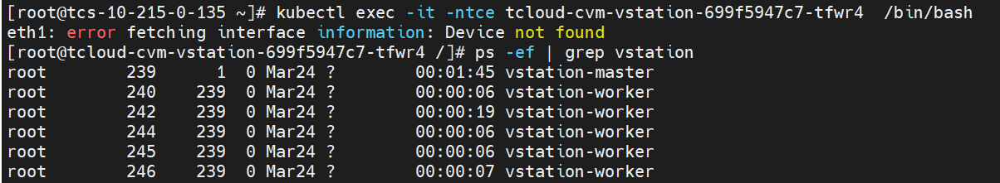 [root@tcs-10-215-0-135 ~]# kubectl exec -it -ntce tcloud-cvm-vstation-699f5947c7-tfwr4  /bin/bash
eth1: error fetching interface information: Device not found
[root@tcloud-cvm-vstation-699f5947c7-tfwr4 /]# ps -ef | grep vstation
root       239     1  0 Mar24 ?        00:01:45 vstation-master
root       240   239  0 Mar24 ?        00:00:06 vstation-worker
root       242   239  0 Mar24 ?        00:00:19 vstation-worker
root       244   239  0 Mar24 ?        00:00:06 vstation-worker
root       245   239  0 Mar24 ?        00:00:06 vstation-worker
root       246   239  0 Mar24 ?        00:00:07 vstation-worker